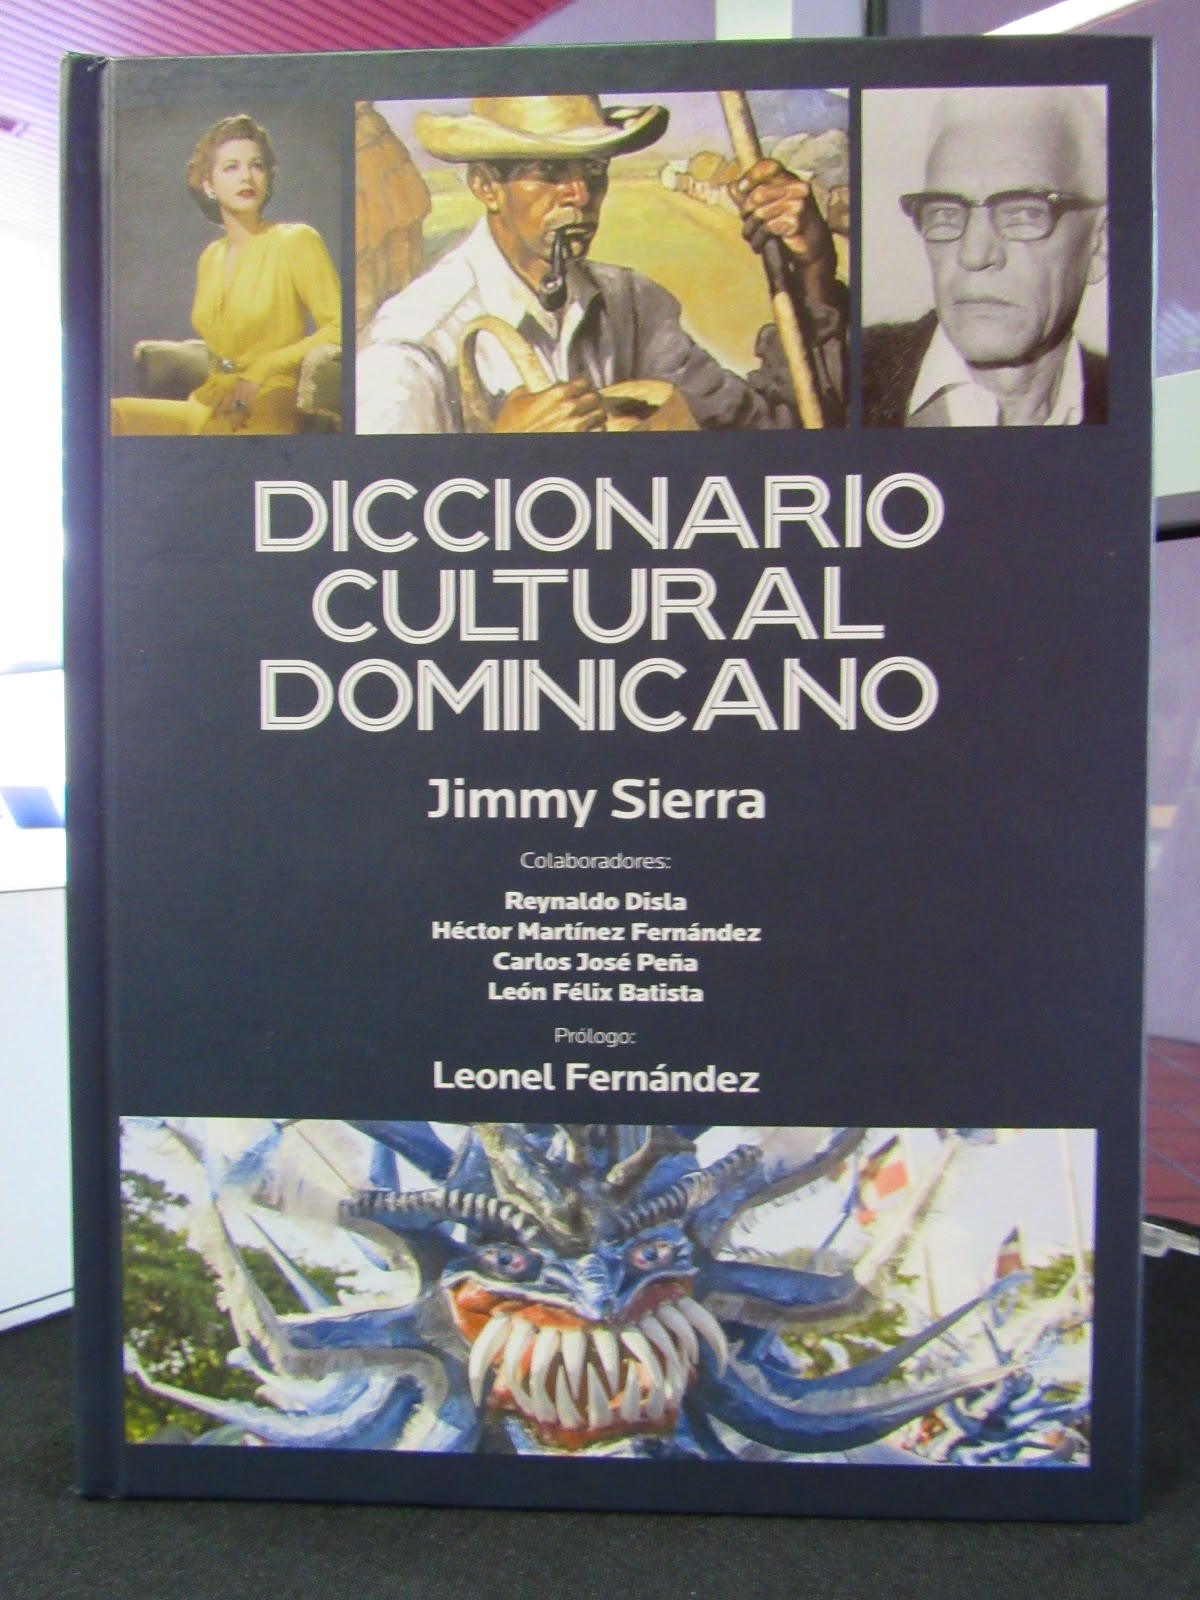 DICCIONARIO
CULTURAL
DOMINICANO
Jimmy Sierra
Colaboradores:
Reynaldo Disla
Héctor Martínez Fernández
Carlos José Peña
León Félix Batista
Prólogo:
Leonel Fernández